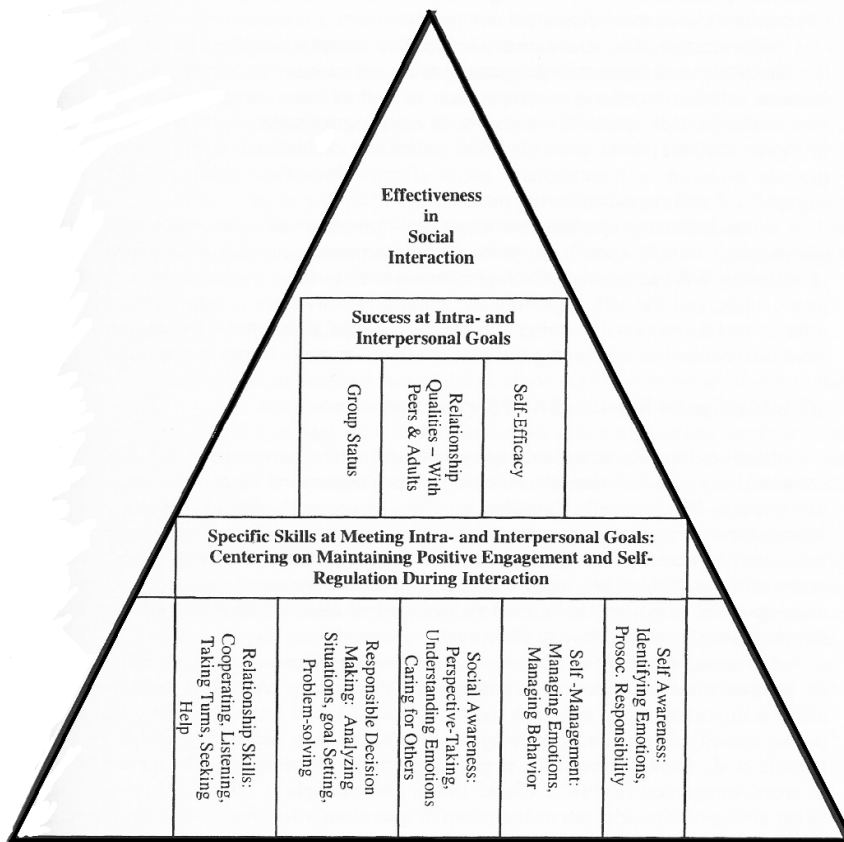 Effectiveness
in
Social
Interaction
Success at Intra- and
Interpersonal Goals
Group Status
Relationship
Qualities – With
Peers & Adults
Self-Efficacy
Specific Skills at Meeting Intra- and Interpersonal Goals:
Centering on Maintaining Positive Engagement and Self-
Regulation During Interaction
Relationship Skills:
Cooperating, Listening,
Taking Turns, Seeking
Help
Responsible Decision
Making: Analyzing
Situations, goal Setting,
Problem-solving
Social Awareness:
Perspective-Taking,
Understanding Emotions
Caring for Others
Self -Management:
Managing Emotions,
Managing Behavior
Self Awareness:
Identifying Emotions,
Prosoc. Responsibility